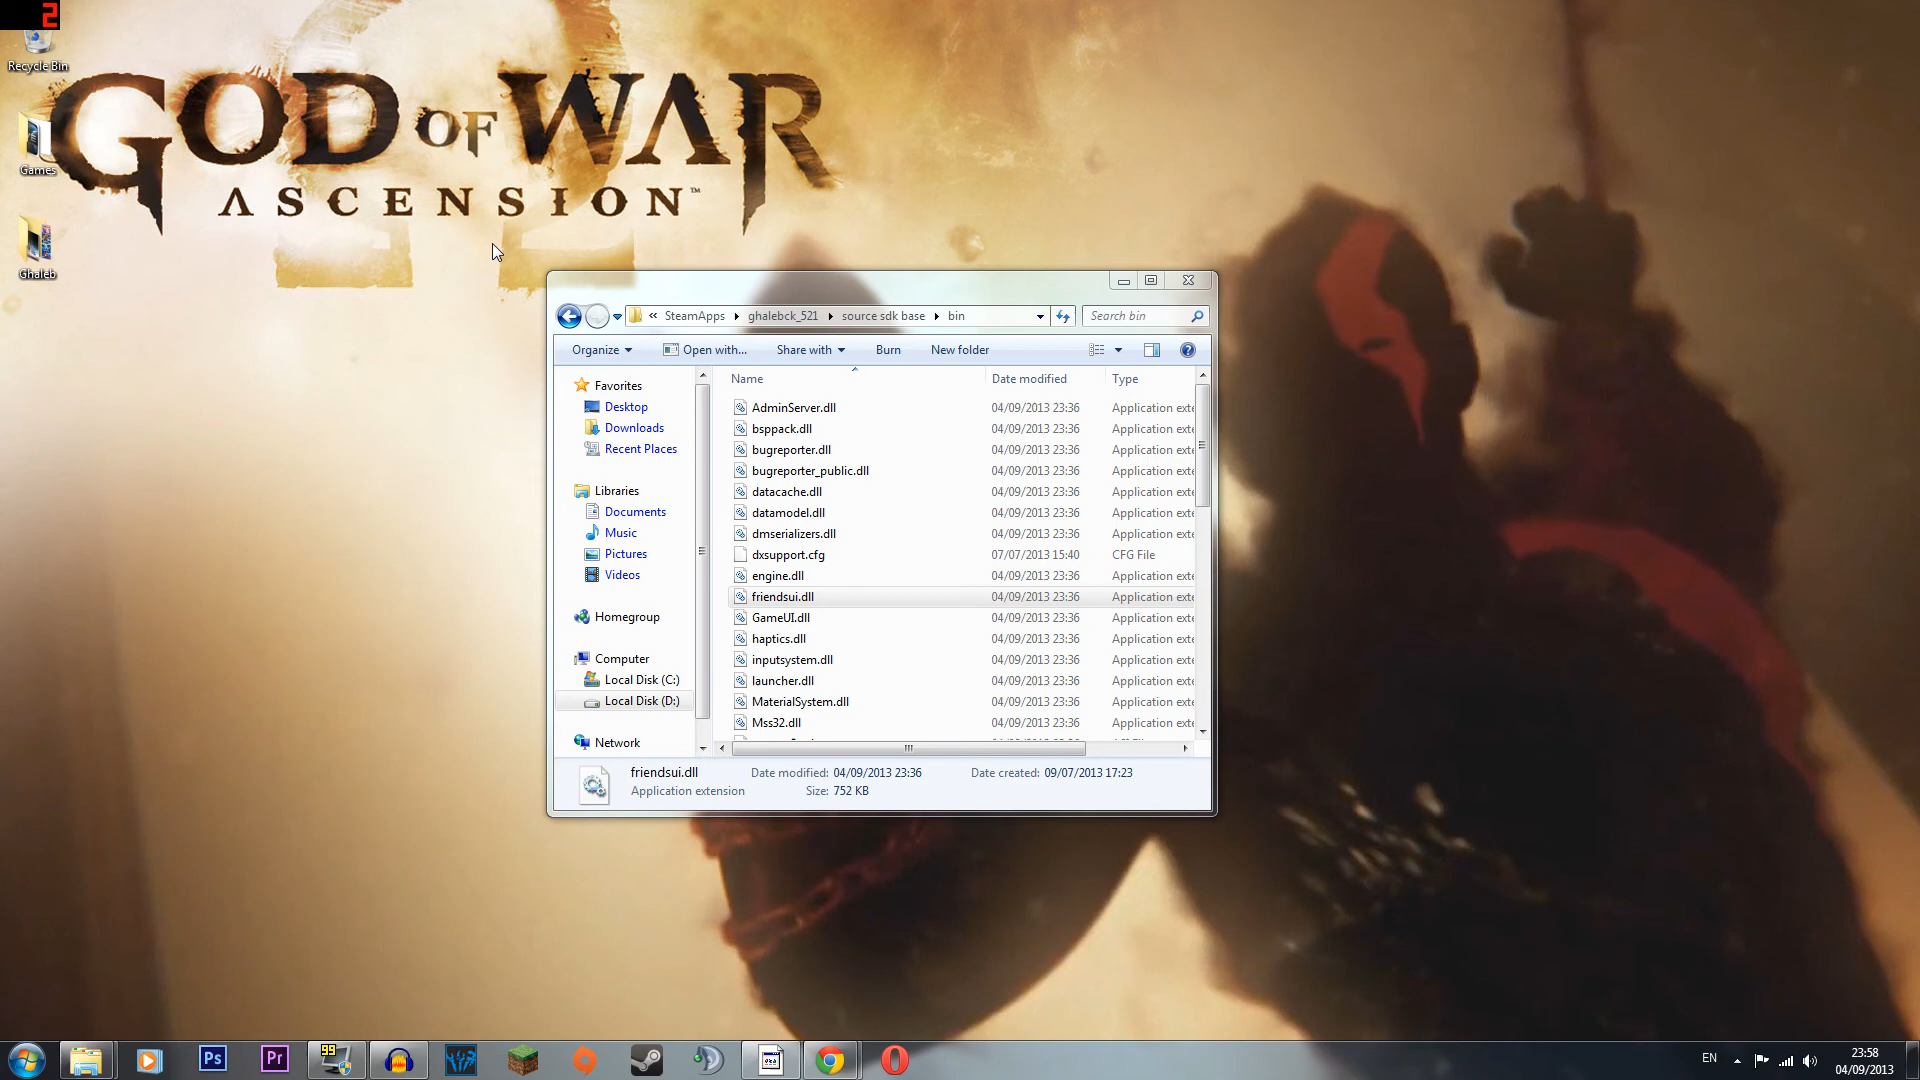 2
Recycle Bin
GOD OF WAR
ASCENSION™
Games
Ghaleb
« SteamApps ghalebck_521 source sdk base bin
Search bin
Organize Open with... Share with Burn New folder
Favorites
Desktop
Downloads
Recent Places
Libraries
Documents
Music
Pictures
Videos
Homegroup
Computer
Local Disk (C:)
Local Disk (D:)
Network
Name Date modified Type
AdminServer.dll 04/09/2013 23:36 Application exte
bsppack.dll 04/09/2013 23:36 Application exte
bugreporter.dll 04/09/2013 23:36 Application exte
bugreporter_public.dll 04/09/2013 23:36 Application exte
datacache.dll 04/09/2013 23:36 Application exte
datamodel.dll 04/09/2013 23:36 Application exte
dmserializers.dll 04/09/2013 23:36 Application exte
dxsupport.cfg 07/07/2013 15:40 CFG File
engine.dll 04/09/2013 23:36 Application exte
friendsui.dll 04/09/2013 23:36 Application exte
GameUI.dll 04/09/2013 23:36 Application exte
haptics.dll 04/09/2013 23:36 Application exte
inputsystem.dll 04/09/2013 23:36 Application exte
launcher.dll 04/09/2013 23:36 Application exte
MaterialSystem.dll 04/09/2013 23:36 Application exte
Mss32.dll 04/09/2013 23:36 Application exte
friendsui.dll Date modified: 04/09/2013 23:36 Date created: 09/07/2013 17:23
Application extension Size: 752 KB
Ps
Pr
99
EN
23:58
04/09/2013